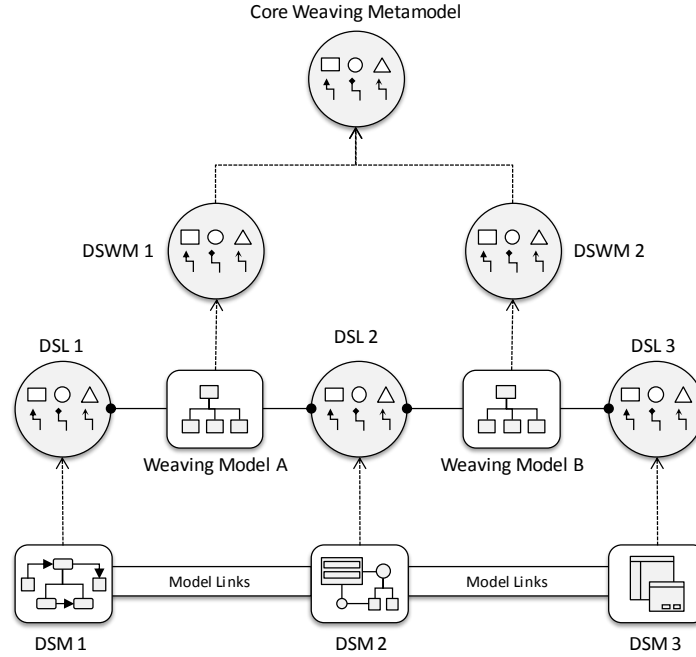 Core Weaving Metamodel
DSWM 1
DSWM 2
DSL 1
DSL 2
DSL 3
Weaving Model A
Weaving Model B
Model Links
Model Links
DSM 1
DSM 2
DSM 3